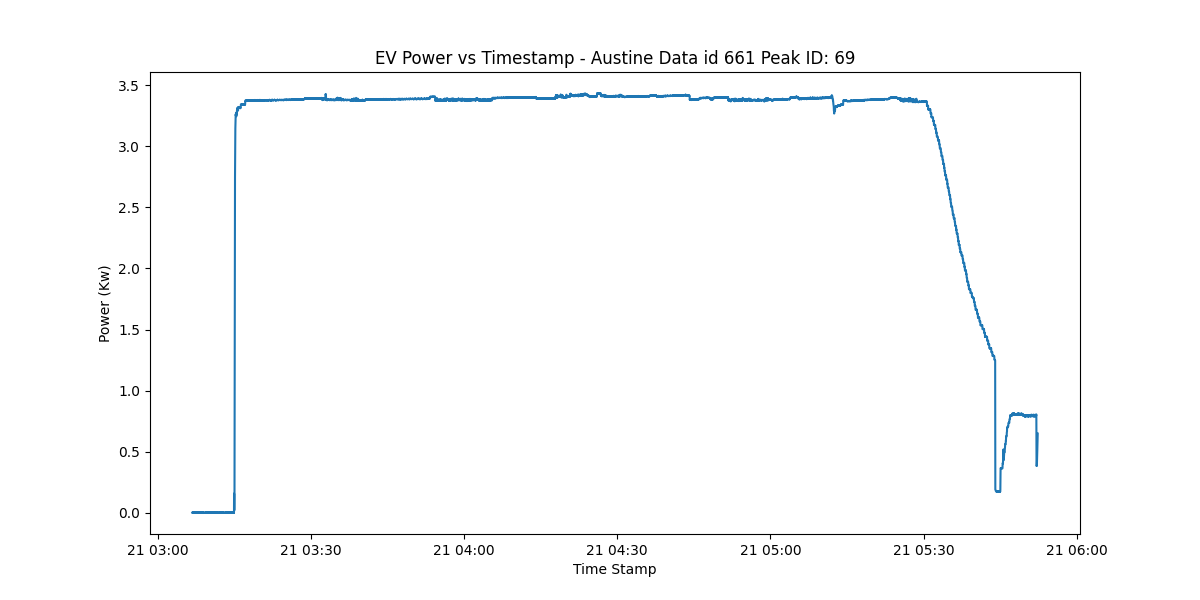 EV Power vs Timestamp - Austine Data id 661 Peak ID: 69
3.5
3.0
2.5
2.0
1.5
1.0
0.5
0.0
Power (Kw)
21 03:00 21 03:30 21 04:00 21 04:30 21 05:00 21 05:30 21 06:00
Time Stamp